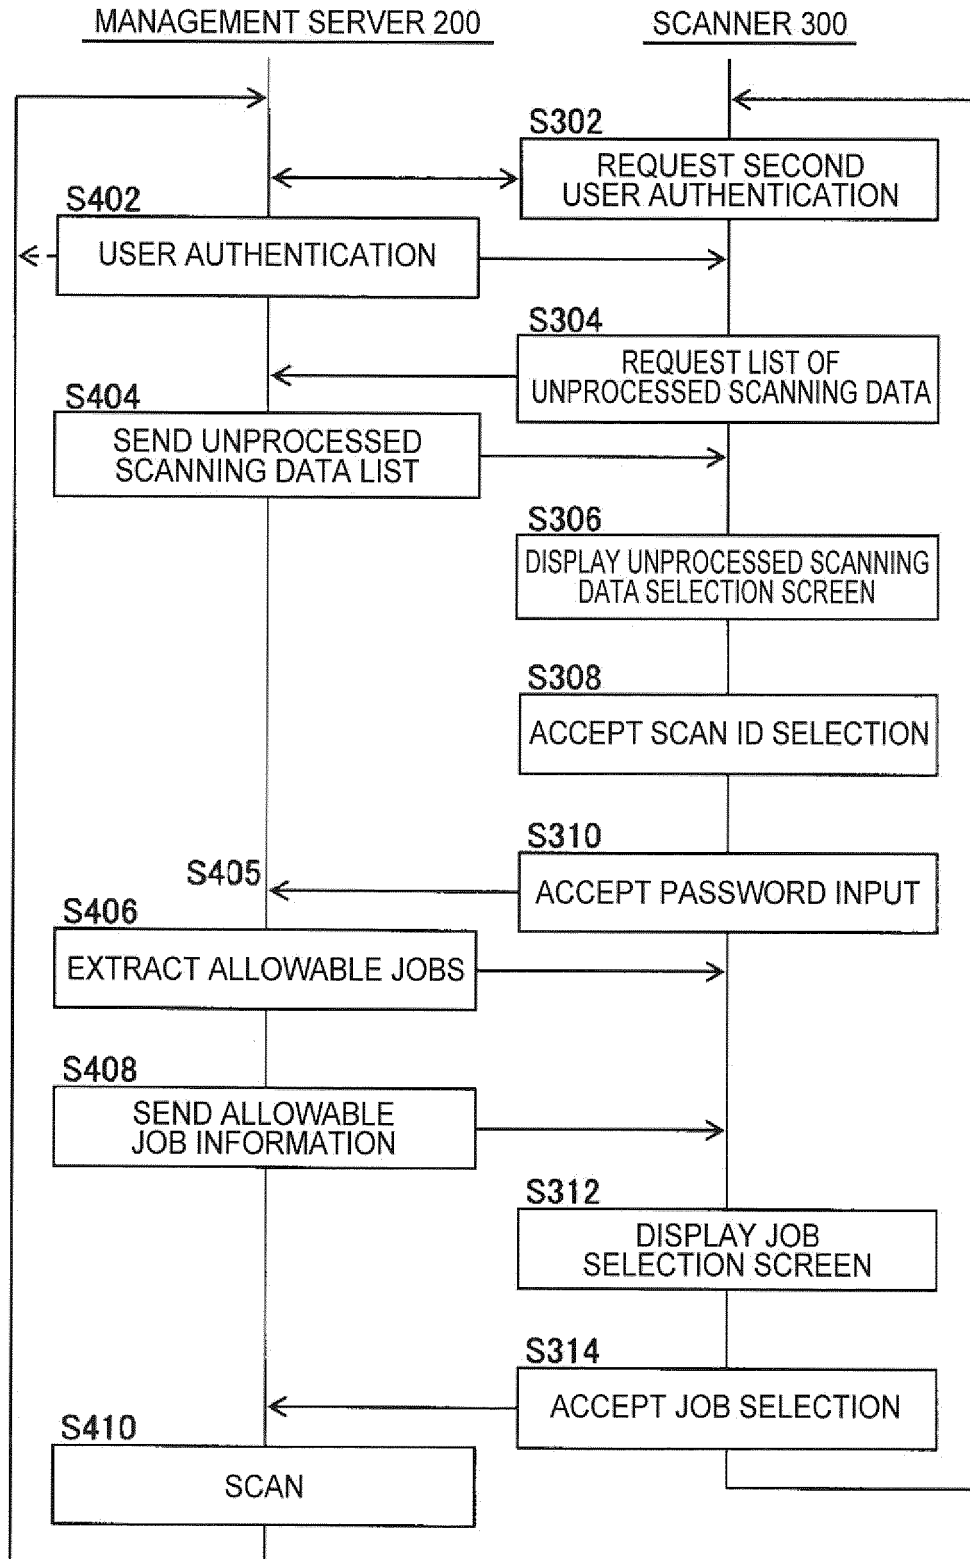 MANAGEMENT SERVER 200
SCANNER 300
S302
REQUEST SECOND
USER AUTHENTICATION
S402
USER AUTHENTICATION
S304
REQUEST LIST OF
UNPROCESSED SCANNING DATA
S404
SEND UNPROCESSED
SCANNING DATA LIST
S306
DISPLAY UNPROCESSED SCANNING
DATA SELECTION SCREEN
S308
ACCEPT SCAN ID SELECTION
S310
ACCEPT PASSWORD INPUT
S405
S406
EXTRACT ALLOWABLE JOBS
S408
SEND ALLOWABLE
JOB INFORMATION
S312
DISPLAY JOB
SELECTION SCREEN
S314
ACCEPT JOB SELECTION
S410
SCAN